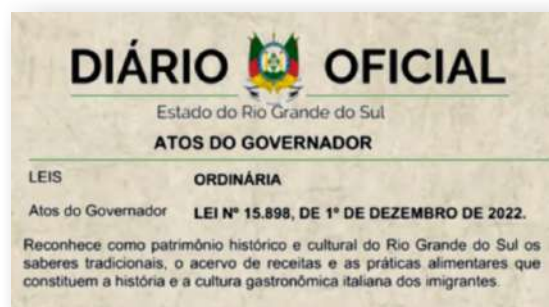 DIÁRIO OFICIAL
Estado do Rio Grande do Sul
ATOS DO GOVERNADOR
LEIS ORDINÁRIA
Atos do Governador LEI Nº 15.898, DE 1º DE DEZEMBRO DE 2022.
Reconhece como patrimônio histórico e cultural do Rio Grande do Sul os
saberes tradicionais, o acervo de receitas e as práticas alimentares que
constituem a história e a cultura gastronômica italiana dos imigrantes.